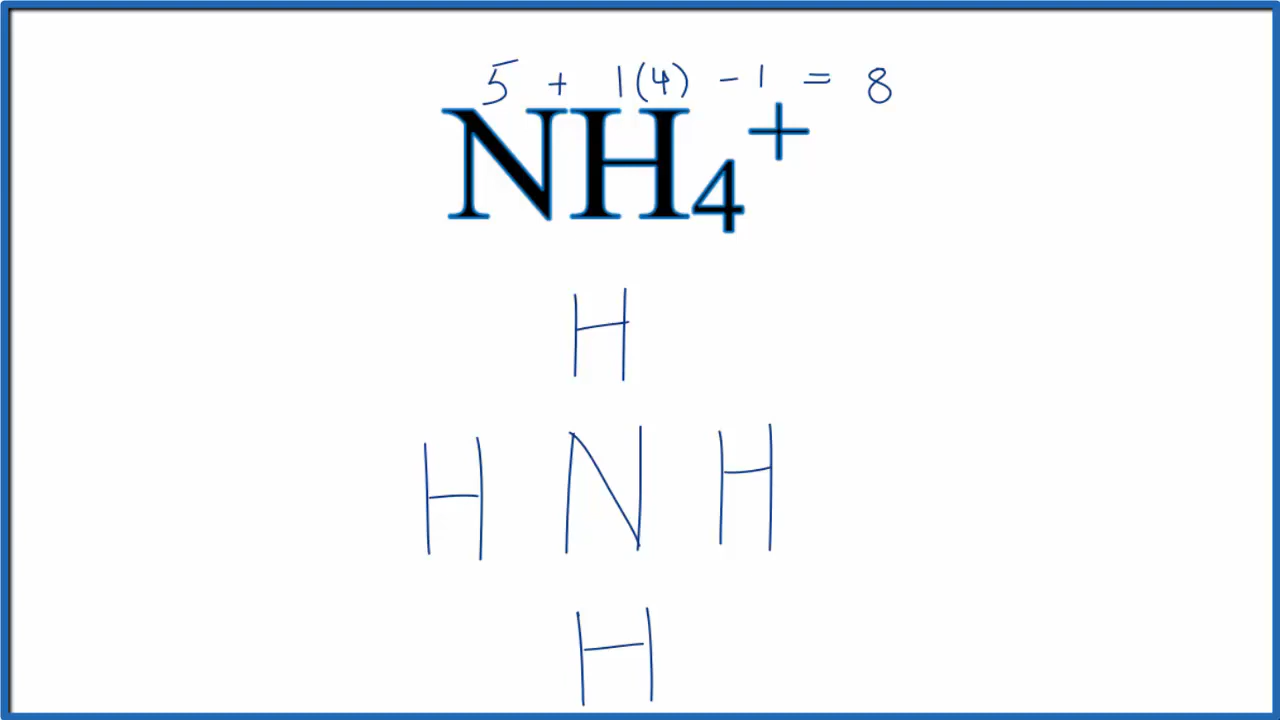 5 + 1(4) - 1 = 8
NH₄⁺
H
H N H
H